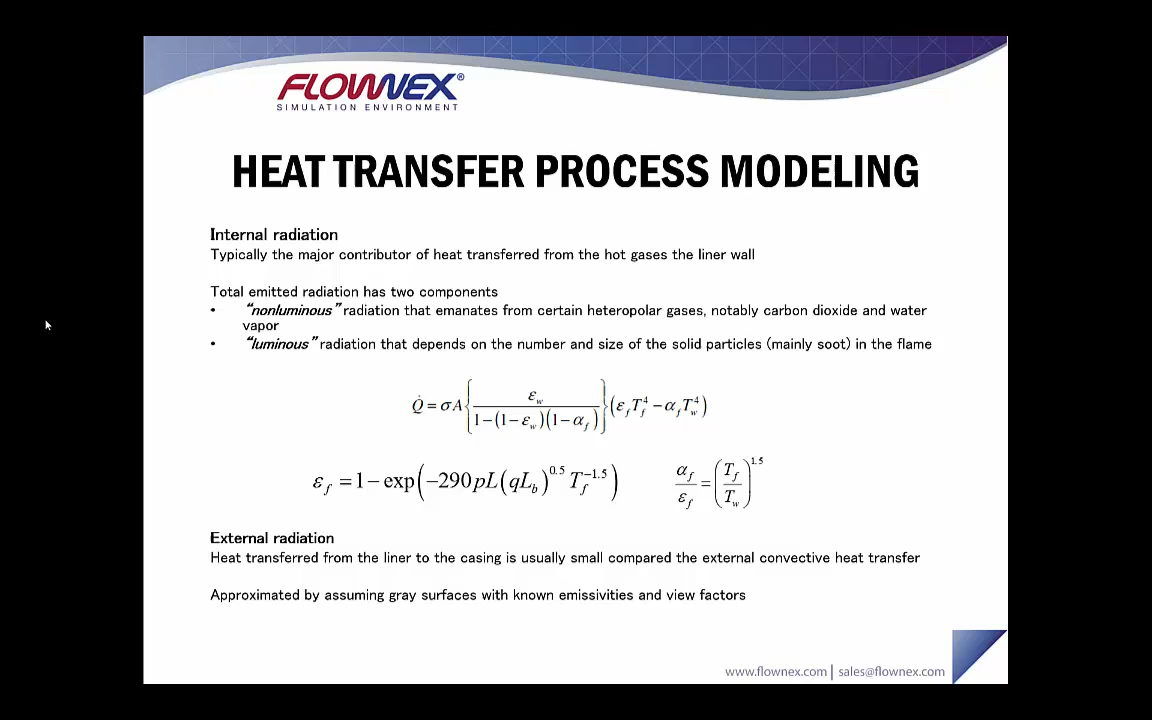 FLOWNEX®
SIMULATION ENVIRONMENT
HEAT TRANSFER PROCESS MODELING
Internal radiation
Typically the major contributor of heat transferred from the hot gases the liner wall
Total emitted radiation has two components
• "nonluminous" radiation that emanates from certain heteropolar gases, notably carbon dioxide and water
vapor
• "luminous" radiation that depends on the number and size of the solid particles (mainly soot) in the flame
Q̇ = σA{ε_w / (1−(1−ε_w)(1−α_f))}(ε_f T_f^4 − α_f T_w^4)
ε_f = 1 − exp(−290pL(qL_b)^0.5 T_f^−1.5) α_f/ε_f = (T_f/T_w)^1.5
External radiation
Heat transferred from the liner to the casing is usually small compared the external convective heat transfer
Approximated by assuming gray surfaces with known emissivities and view factors
www.flownex.com | sales@flownex.com